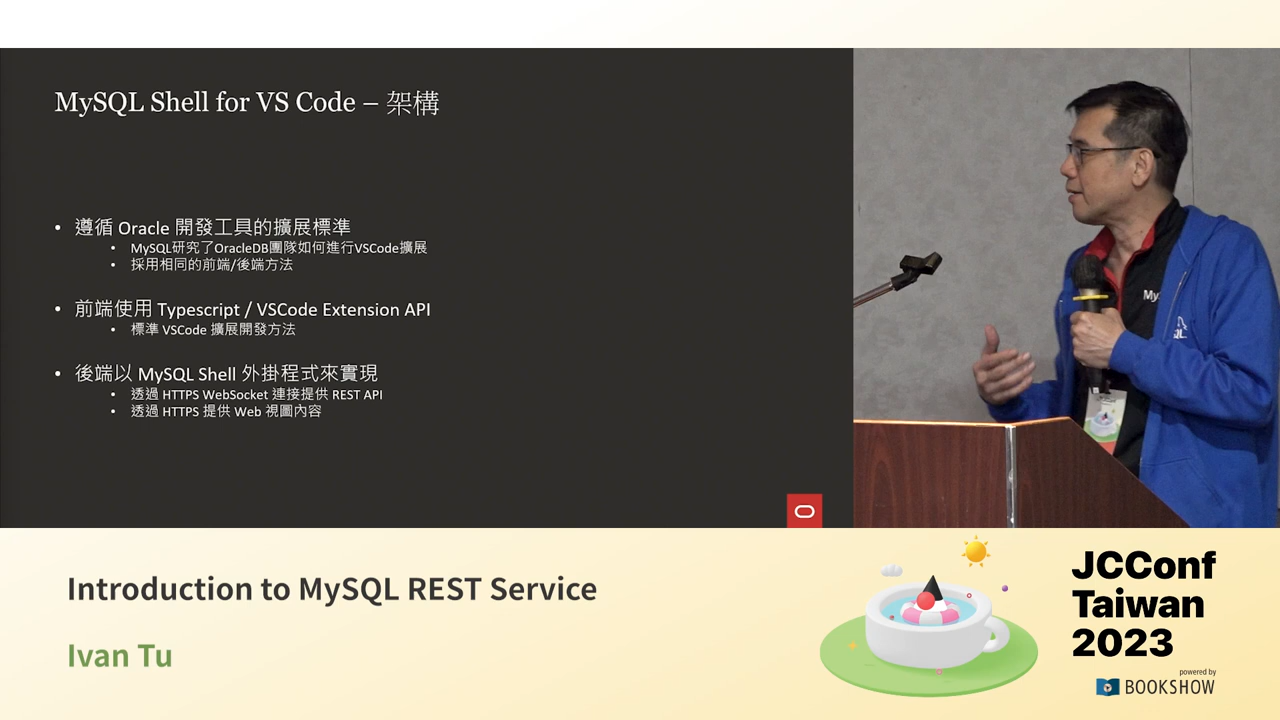 MySQL Shell for VS Code – 架構
• 遵循 Oracle 開發工具的擴展標準
• MySQL研究了OracleDB團隊如何進行VSCode擴展
• 採用相同的前端/後端方法
• 前端使用 Typescript / VSCode Extension API
• 標準 VSCode 擴展開發方法
• 後端以 MySQL Shell 外掛程式來實現
• 透過 HTTPS WebSocket 連接提供 REST API
• 透過 HTTPS 提供 Web 視圖內容
My
Introduction to MySQL REST Service
Ivan Tu
JCConf
Taiwan
2023
powered by
BOOKSHOW